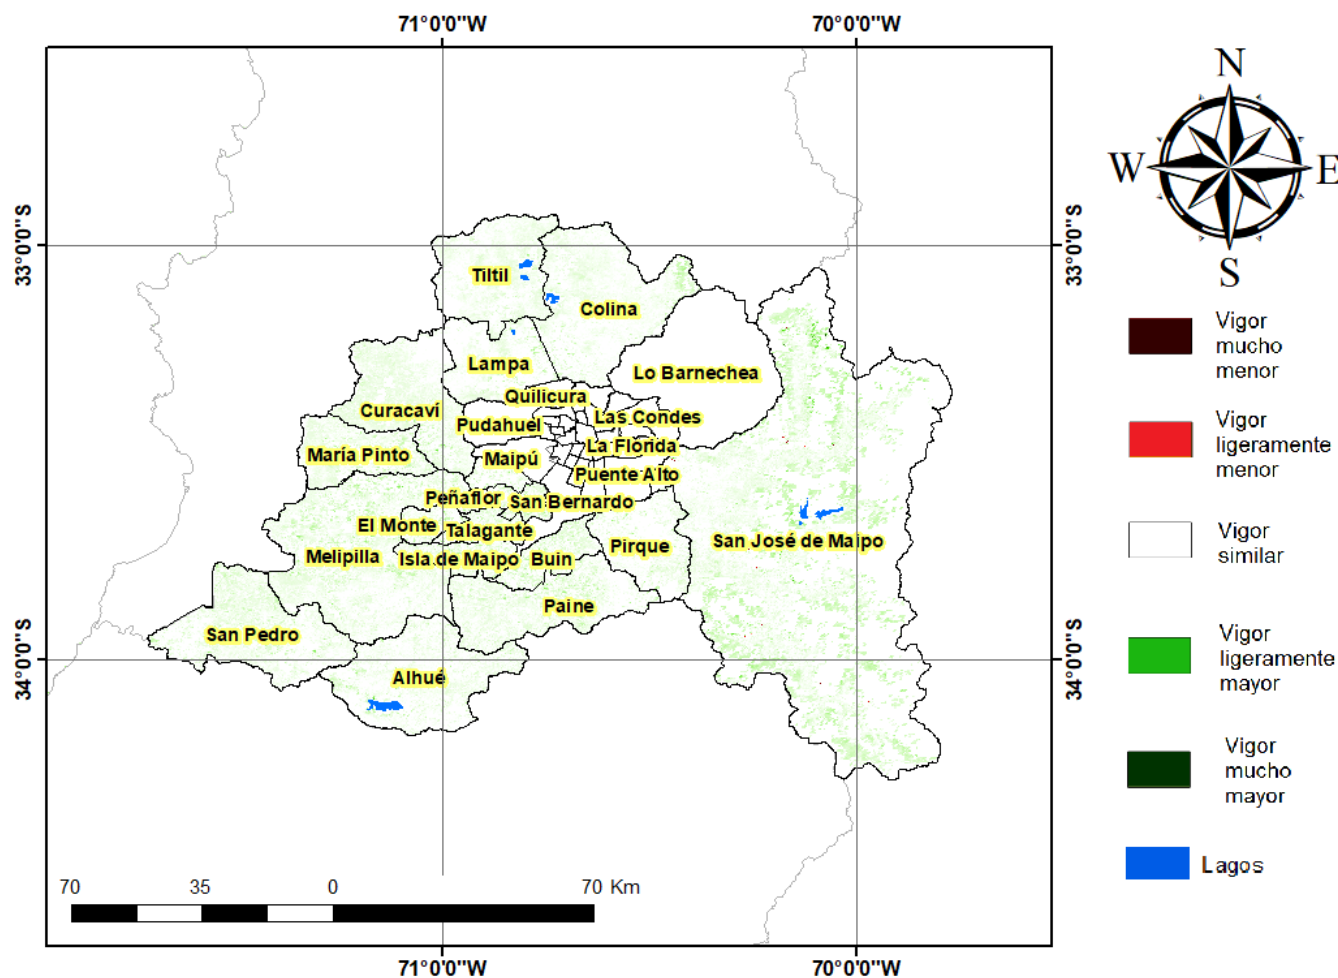 71°0'0"W
70°0'0"W
N
W
E
S
33°0'0"S
33°0'0"S
Tiltil
Colina
Lampa
Lo Barnechea
Quilicura
Curacaví
Las Condes
Pudahuel
La Florida
María Pinto
Maipú
Puente Alto
Peñaflor
San Bernardo
El Monte
Talagante
San José de Maipo
Pirque
Melipilla
Isla de Maipo
Buin
Paine
San Pedro
Alhué
34°0'0"S
34°0'0"S
Vigor
mucho
menor
Vigor
ligeramente
menor
Vigor
similar
Vigor
ligeramente
mayor
Vigor
mucho
mayor
Lagos
70
35
0
70 Km
71°0'0"W
70°0'0"W